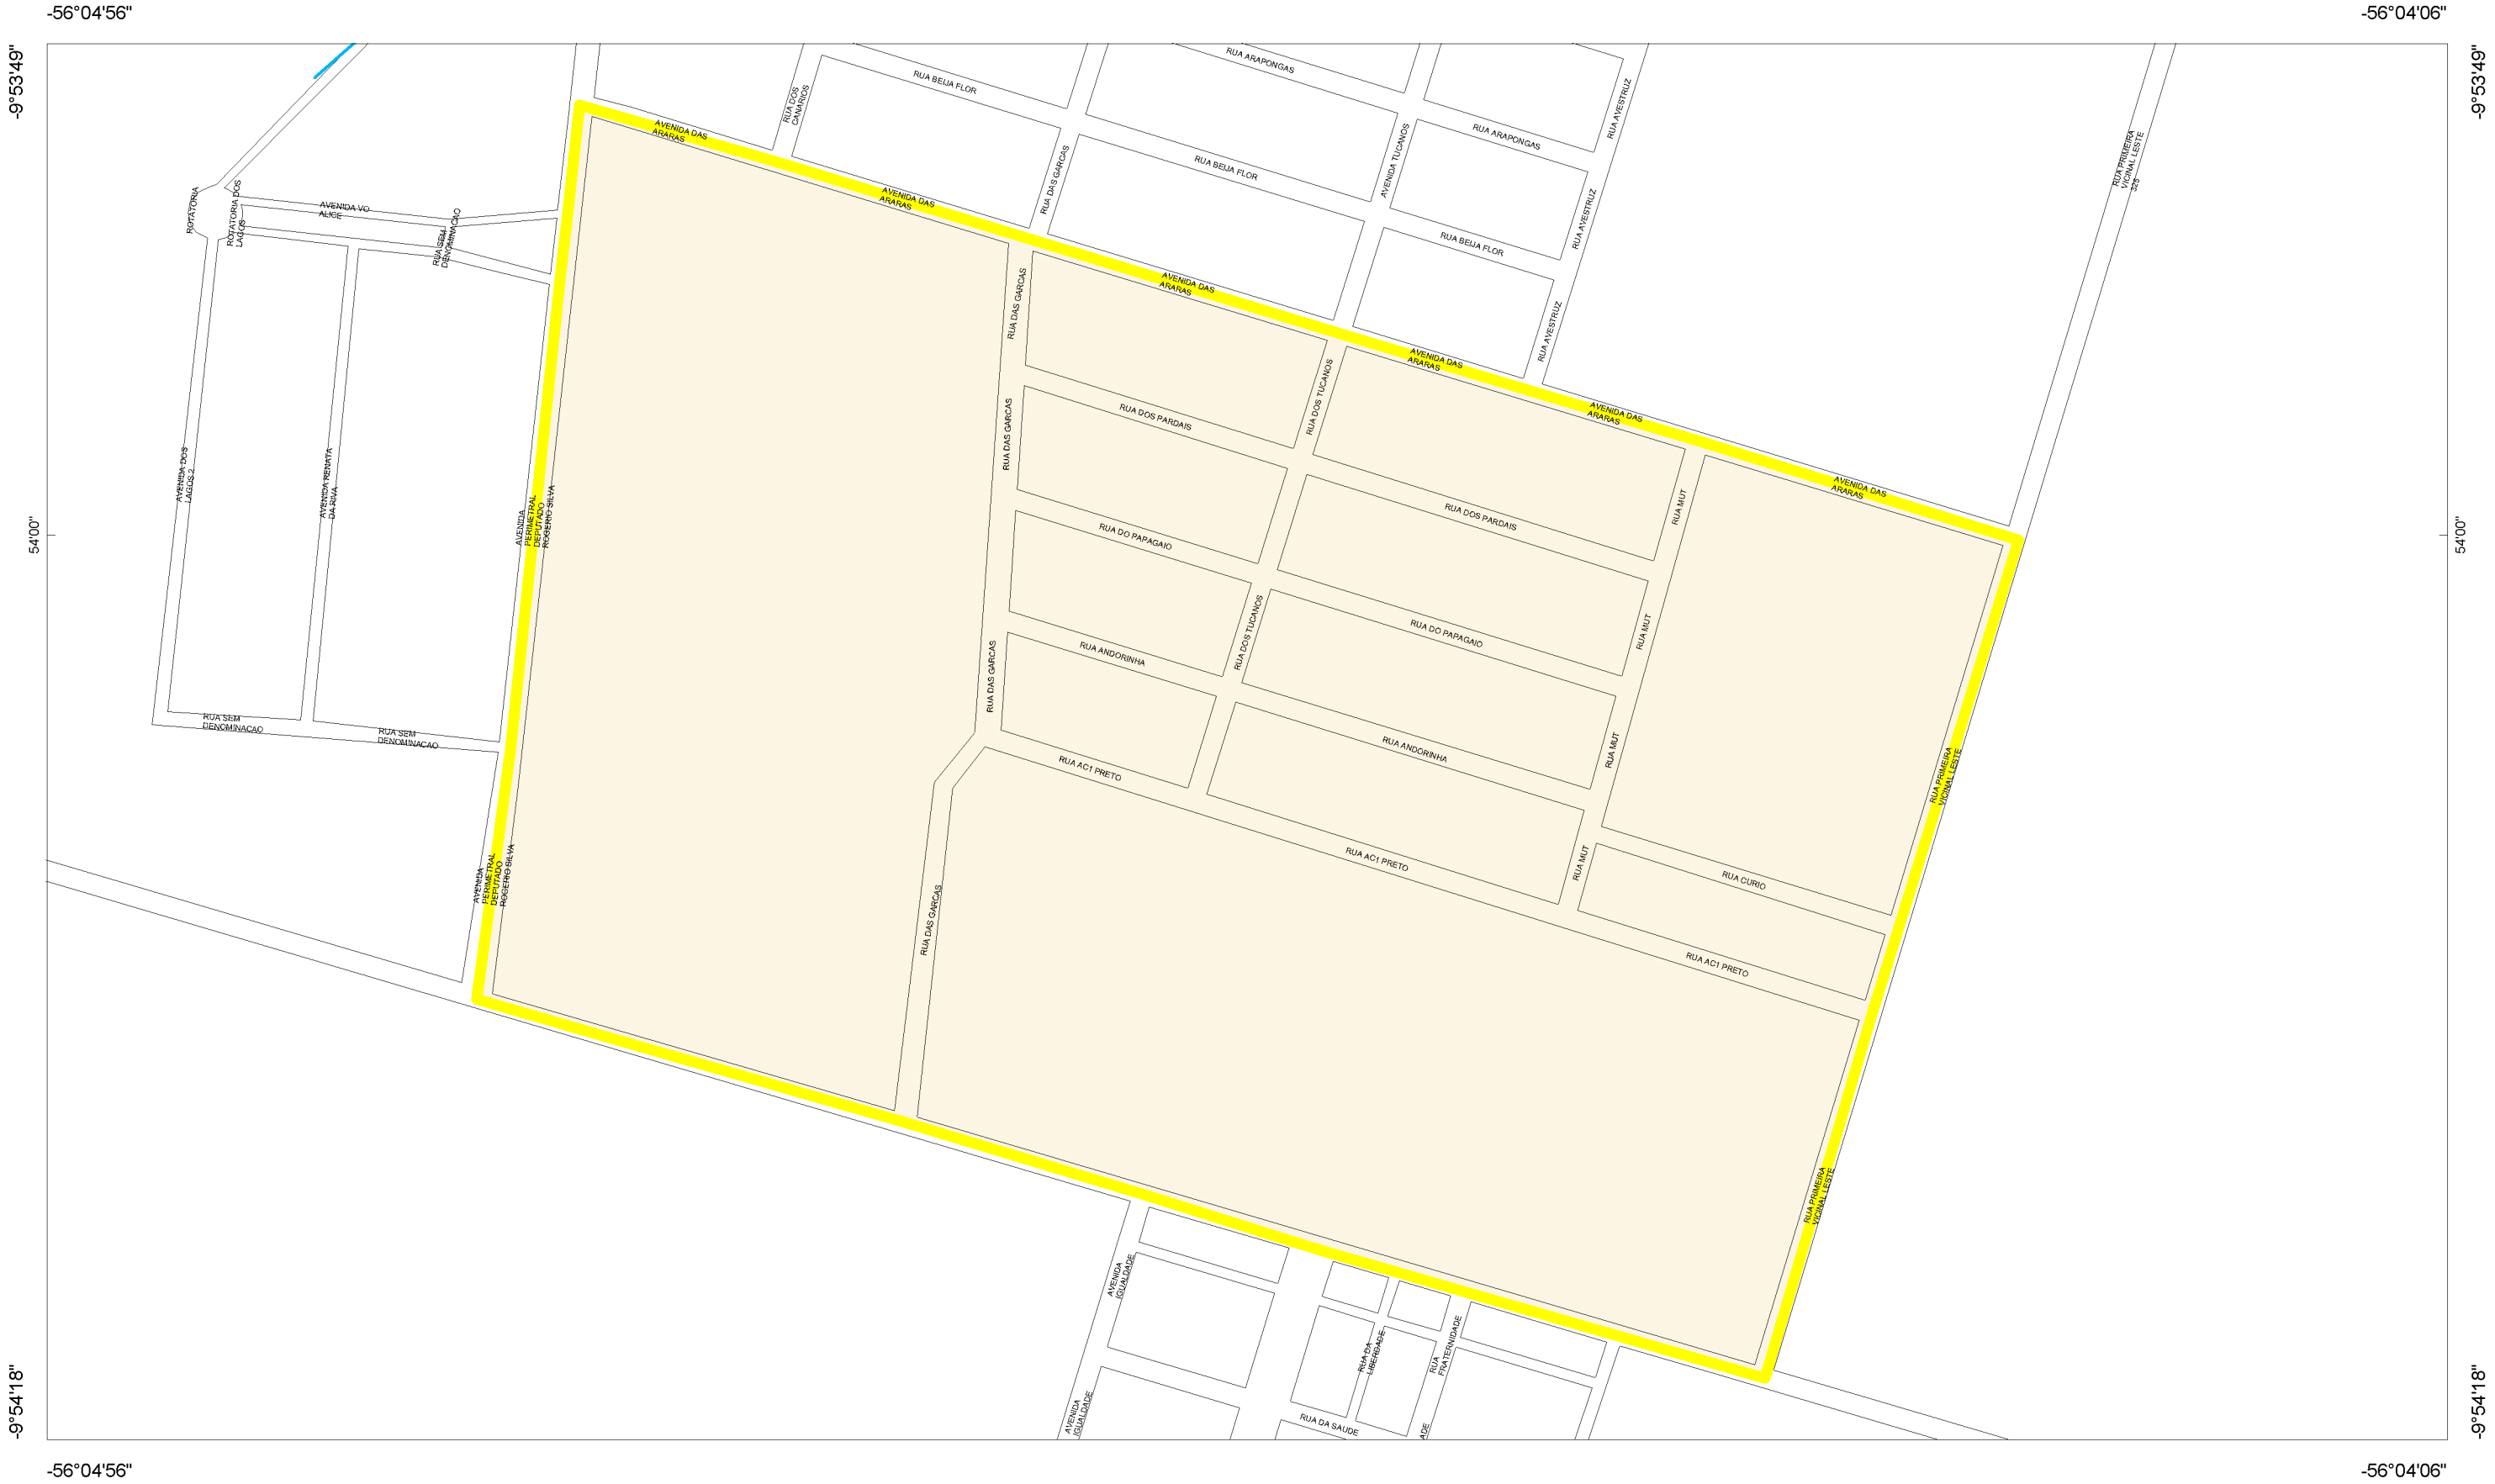 -56°04'56"
-56°04'06"
-9°53'49"
-9°53'49"
RUA ARAPONGAS
RUA BEIJA FLOR
RUA DOS
CANARIOS
RUA AVESTRUZ
RUA ARAPONGAS
AVENIDA DAS
ARARAS
AVENIDA TUCANOS
RUA PRIMEIRA
VICINAL LESTE
325
RUA BEIJA FLOR
RUA DAS GARCAS
ROTATORIA
ROTATORIA DOS
LAGOS
AVENIDA VO
ALICE
RUA SEM
DENOMINACAO
AVENIDA DAS
ARARAS
RUA AVESTRUZ
RUA BEIJA FLOR
AVENIDA DAS
ARARAS
RUA DAS GARCAS
RUA AVESTRUZ
AVENIDA DAS
ARARAS
RUA DOS TUCANOS
RUA DOS PARDAIS
AVENIDA DAS
ARARAS
RUA DAS GARCAS
AVENIDA DOS
LAGOS 2
AVENIDA RENATA
DA RIVA
AVENIDA
PERIMETRAL
DEPUTADO
ROGERIO SILVA
RUA DOS PARDAIS
RUA MUT
AVENIDA DAS
ARARAS
54'00"
54'00"
RUA DO PAPAGAIO
RUA DOS TUCANOS
RUA DO PAPAGAIO
RUA MUT
RUA ANDORINHA
RUA DAS GARCAS
RUA SEM
DENOMINACAO
RUA SEM
DENOMINACAO
RUA ANDORINHA
RUA MUT
RUA AC1 PRETO
RUA PRIMEIRA
VICINAL LESTE
AVENIDA
PERIMETRAL
DEPUTADO
ROGERIO SILVA
RUA AC1 PRETO
RUA MUT
RUA CURIO
RUA DAS GARCAS
RUA AC1 PRETO
RUA PRIMEIRA
VICINAL LESTE
AVENIDA
IGUALDADE
RUA DA
LIBERDADE
RUA
FRATERNIDADE
AVENIDA
IGUALDADE
RUA DA SAUDE
ADE
-9°54'18"
-9°54'18"
-56°04'56"
-56°04'06"